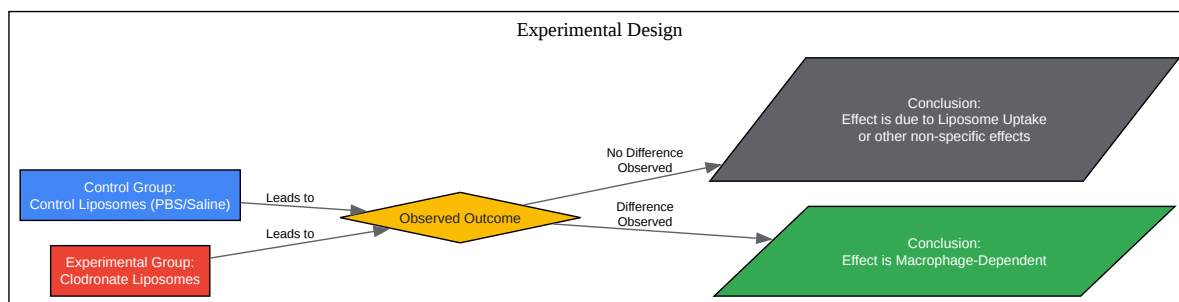 Experimental Design
Control Group:
Control Liposomes (PBS/Saline)
Leads to
Experimental Group:
Clodronate Liposomes
Leads to
Observed Outcome
No Difference
Observed
Conclusion:
Effect is due to Liposome Uptake
or other non-specific effects
Difference
Observed
Conclusion:
Effect is Macrophage-Dependent